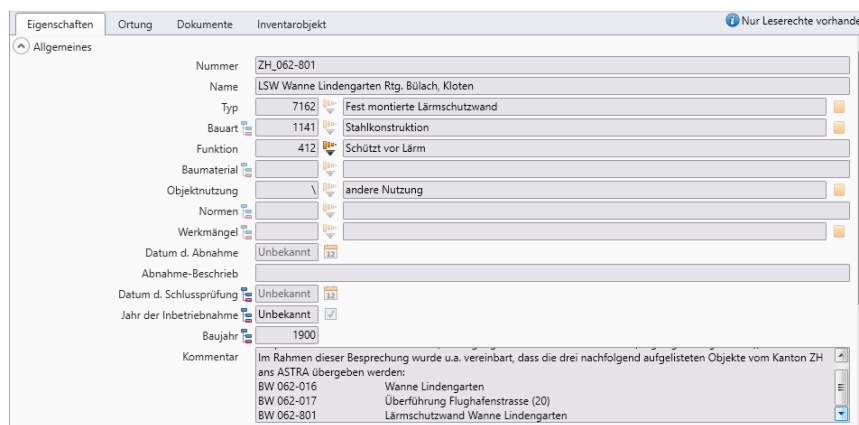 Eigenschaften Ortung Dokumente Inventarobjekt Nur Leserechte vorhande
Allgemeines
Nummer ZH_062-801
Name LSW Wanne Lindengarten Rtg. Bülach, Kloten
Typ 7162 Fest montierte Lärmschutzwand
Bauart 1141 Stahlkonstruktion
Funktion 412 Schützt vor Lärm
Baumaterial
Objektnutzung \ andere Nutzung
Normen
Werkmängel
Datum d. Abnahme Unbekannt 12
Abnahme-Beschrieb
Datum d. Schlussprüfung Unbekannt 12
Jahr der Inbetriebnahme Unbekannt
Baujahr 1900
Kommentar
Im Rahmen dieser Besprechung wurde u.a. vereinbart, dass die drei nachfolgend aufgelisteten Objekte vom Kanton ZH
ans ASTRA übergeben werden:
BW 062-016 Wanne Lindengarten
BW 062-017 Überführung Flughafenstrasse (20)
BW 062-801 Lärmschutzwand Wanne Lindengarten